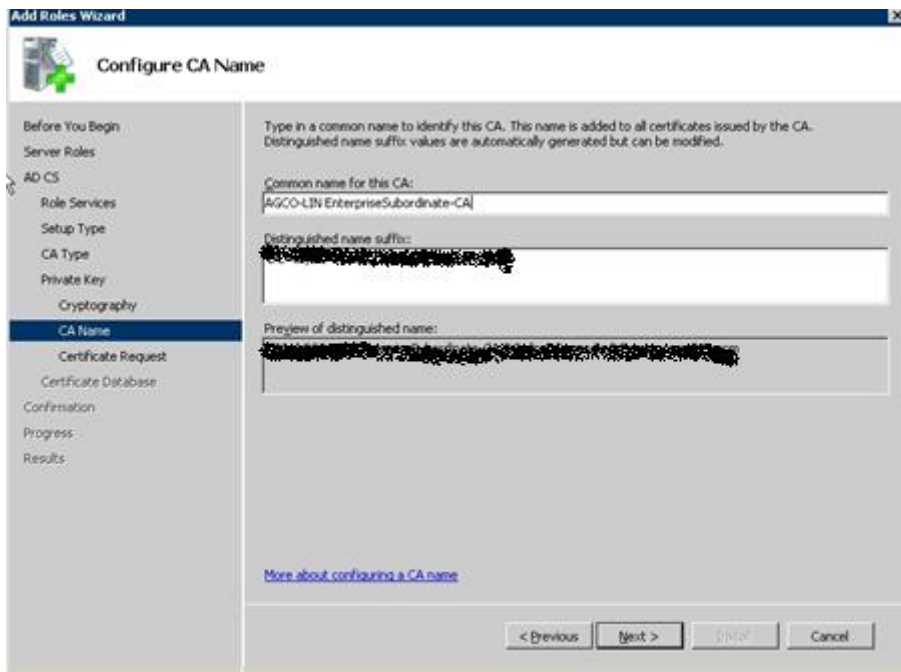 Add Roles Wizard
Configure CA Name
Before You Begin
Server Roles
AD CS
Role Services
Setup Type
CA Type
Private Key
Cryptography
CA Name
Certificate Request
Certificate Database
Confirmation
Progress
Results
Type in a common name to identify this CA. This name is added to all certificates issued by the CA.
Distinguished name suffix values are automatically generated but can be modified.
Common name for this CA:
AGCO-LIN EnterpriseSubordinate-CA
Distinguished name suffix:
Preview of distinguished name:
More about configuring a CA name
< Previous
Next >
Install
Cancel